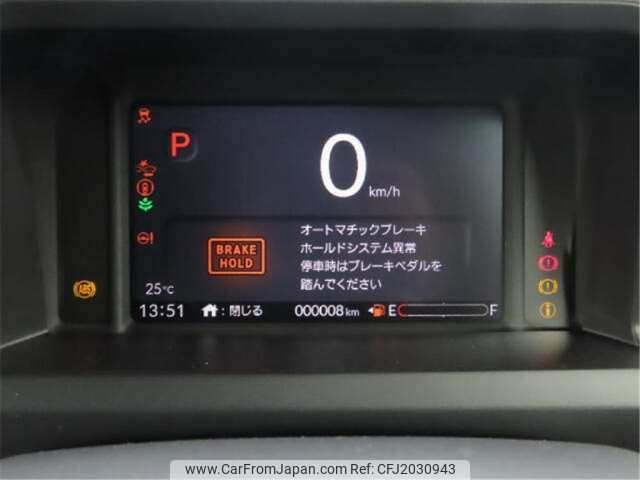 P
0
km/h
BRAKE
HOLD
オートマチックブレーキ
ホールドシステム異常
停車時はブレーキペダルを
踏んでください
ABS
25℃
13:51
:閉じる
000008km
E
F
www.CarFromJapan.com | CFJ2030943